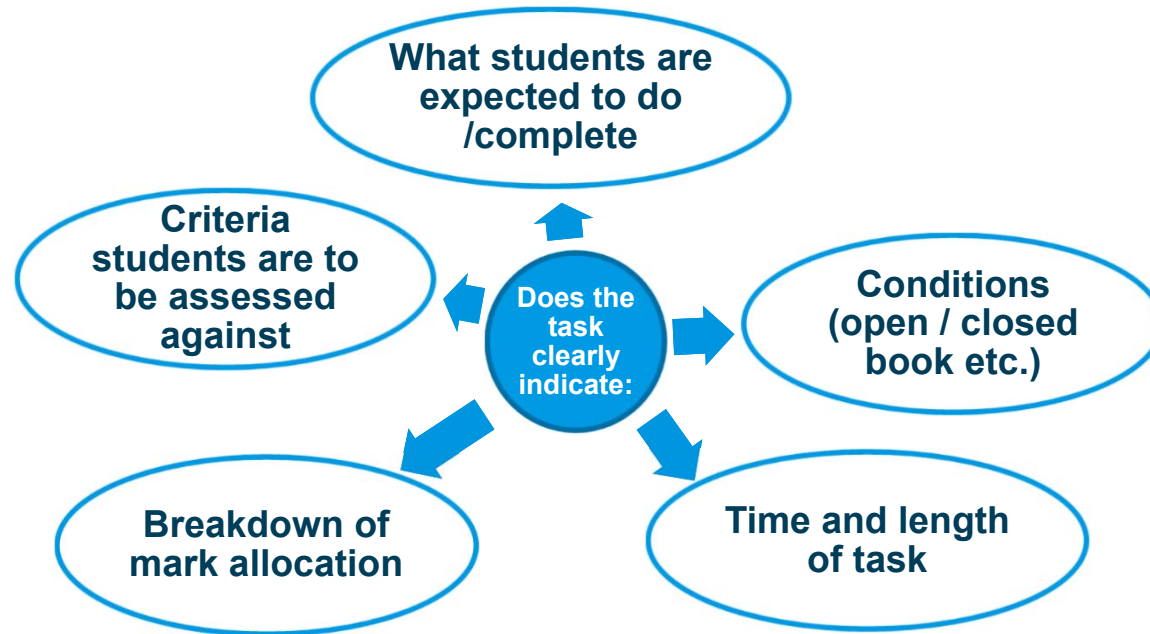 What students are
expected to do
/complete
Criteria
students are to
be assessed
against
Does the
task
clearly
indicate:
Conditions
(open / closed
book etc.)
Breakdown of
mark allocation
Time and length
of task